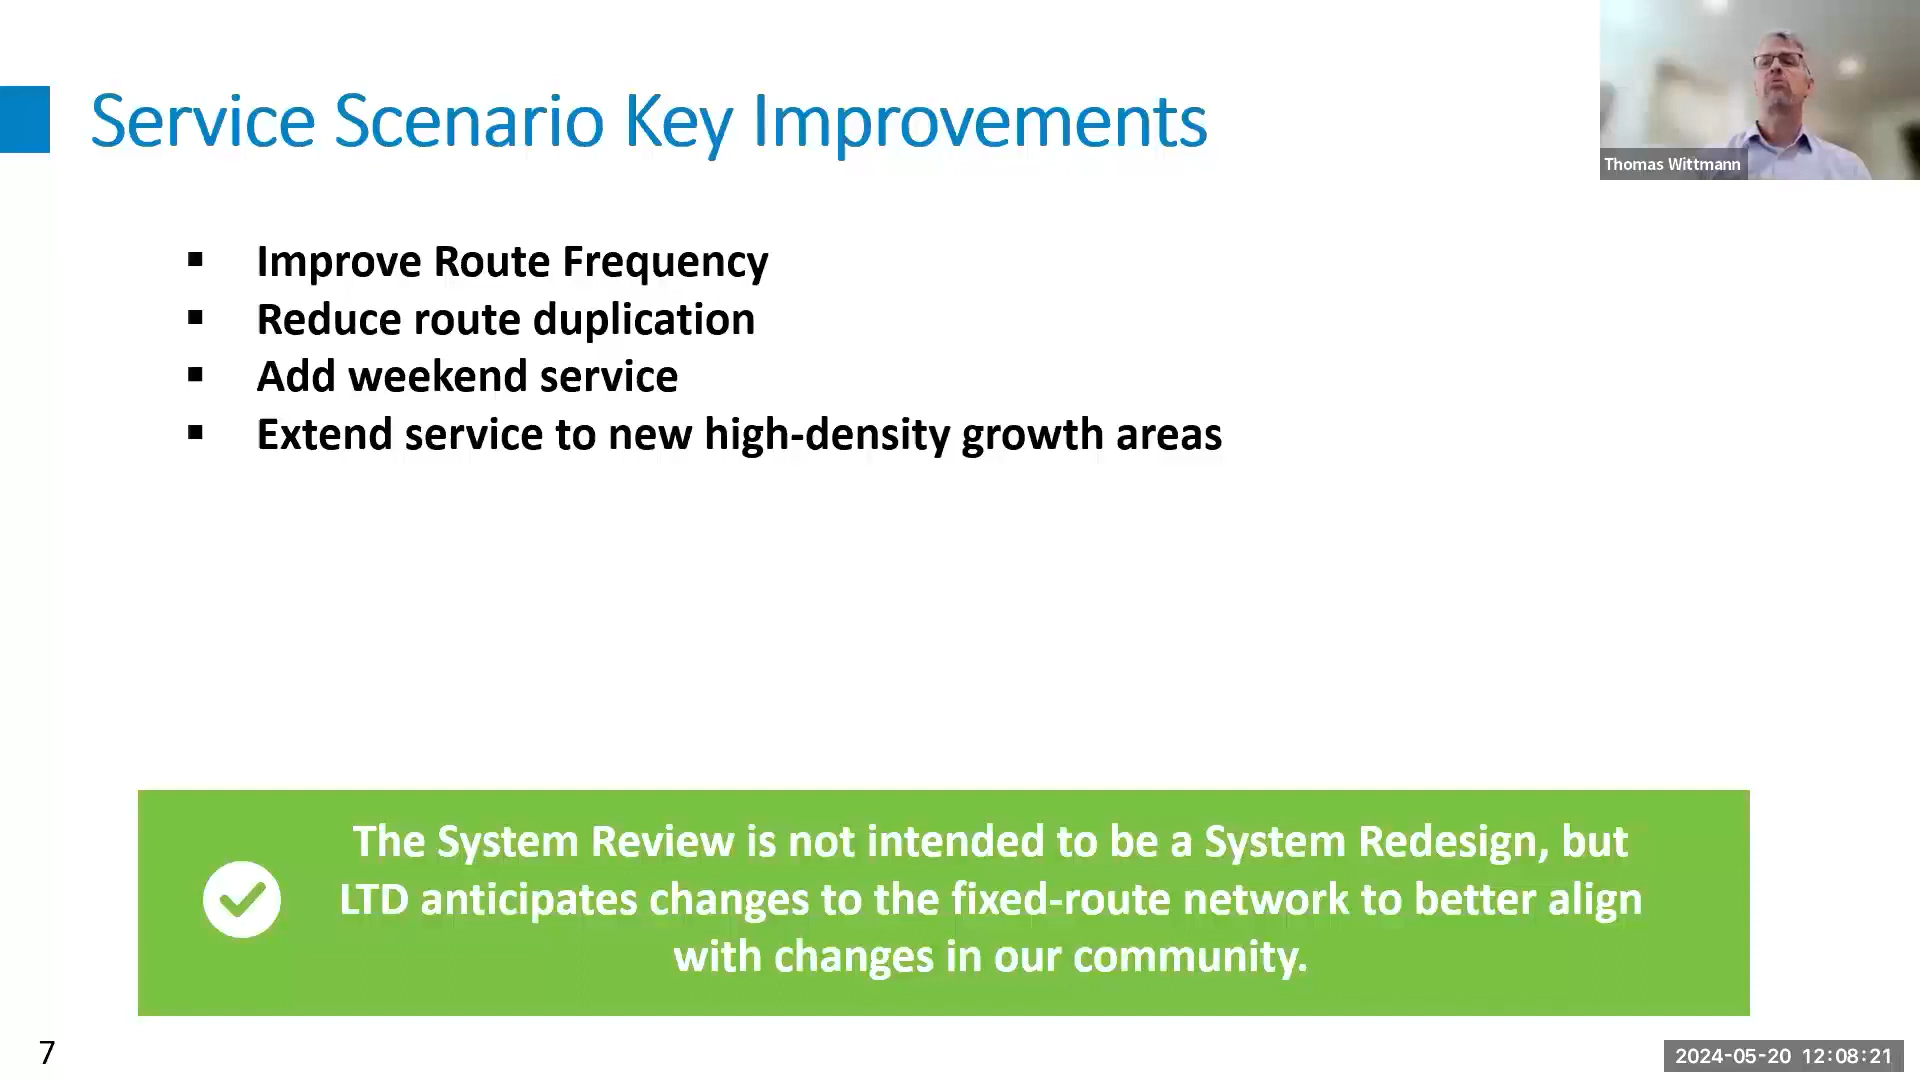 Service Scenario Key Improvements
Thomas Wittmann
▪ Improve Route Frequency
▪ Reduce route duplication
▪ Add weekend service
▪ Extend service to new high-density growth areas
The System Review is not intended to be a System Redesign, but
LTD anticipates changes to the fixed-route network to better align
with changes in our community.
7
2024-05-20 12:08:21